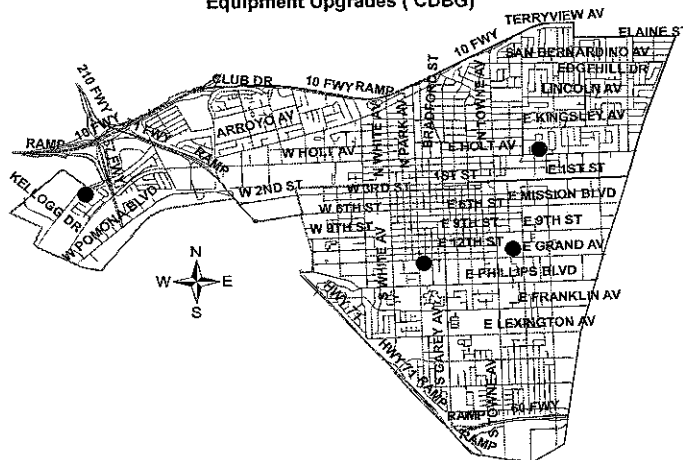 Equipment Upgrades ( CDBG)
TERRYVIEW AV
ELAINE ST
10 FWY
SAN BERNARDINO AV
EDGEHILL DR
LINCOLN AV
E KINGSLEY AV
BRADFORD ST
N TOWNE AV
N PARK AV
N WHITE AV
210 FWY
CLUB DR
10 FWY RAMP
ARROYO AV
RAMP
10 FWY
RAMP
W HOLT AV
E HOLT AV
1ST ST
E 1ST ST
KELLOGG DR
W POMONA BLVD
W 2ND ST
W 3RD ST
E MISSION BLVD
W 6TH ST
E 6TH ST
W 9TH ST
E 9TH ST
E 9TH ST
E 12TH ST
E GRAND AV
S WHITE AV
E PHILLIPS BLVD
N
W E
S
HWY 71
E FRANKLIN AV
E LEXINGTON AV
S GAREY AV
HWY 71 RAMP
S TOWNE AV
RAMP
60 FWY
RAMP